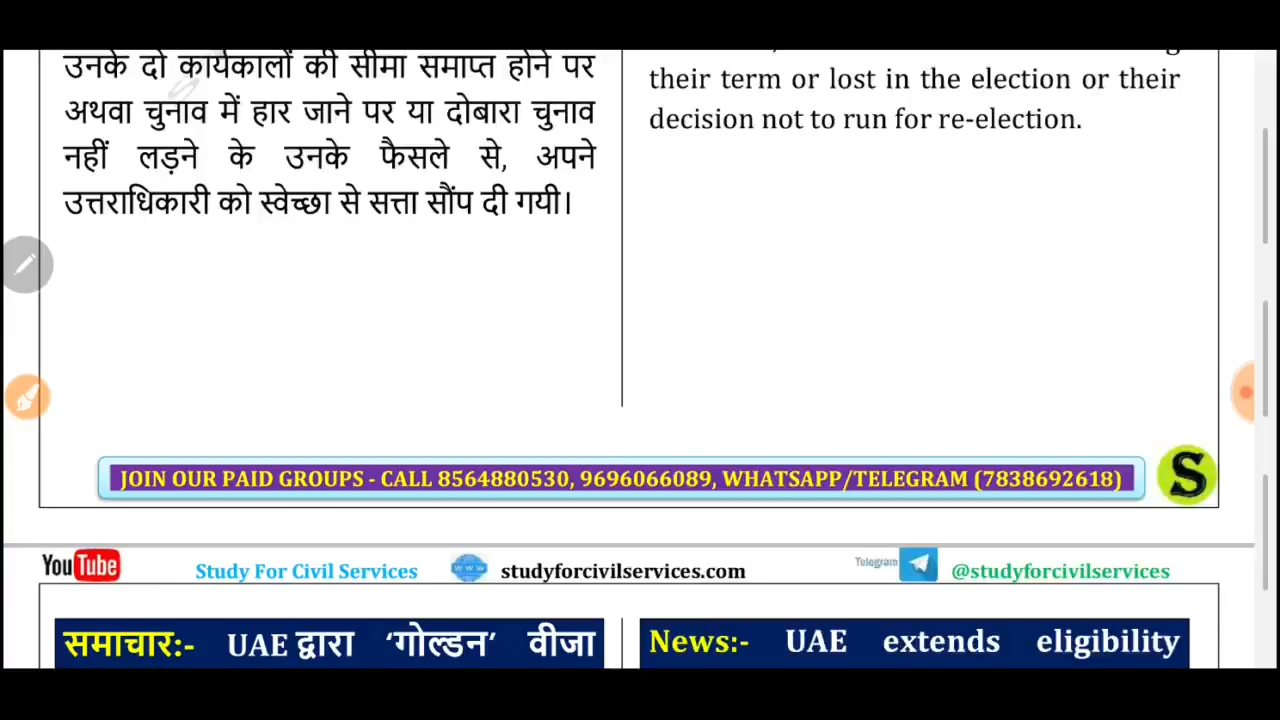 उनके दो कार्यकालों की सीमा समाप्त होने पर
अथवा चुनाव में हार जाने पर या दोबारा चुनाव
नहीं लड़ने के उनके फैसले से, अपने
उत्तराधिकारी को स्वेच्छा से सत्ता सौंप दी गयी।
their term or lost in the election or their
decision not to run for re-election.
JOIN OUR PAID GROUPS - CALL 8564880530, 9696066089, WHATSAPP/TELEGRAM (7838692618)
S
YouTube
Study For Civil Services
WWW
studyforcivilservices.com
Telegram
@studyforcivilservices
समाचार:- UAE द्वारा ‘गोल्डन’ वीजा
News:- UAE extends eligibility